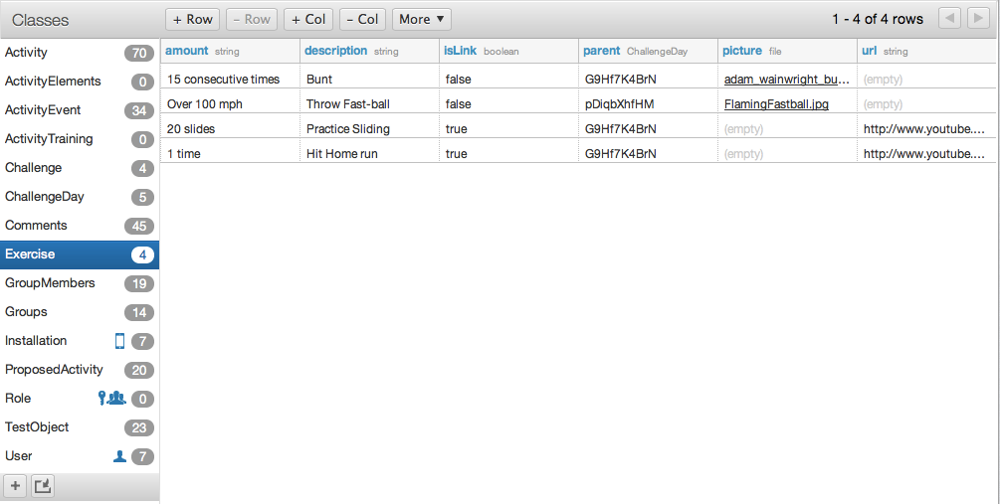 Classes + Row – Row + Col – Col More ▼ 1 - 4 of 4 rows
Activity 70
ActivityElements 0
ActivityEvent 34
ActivityTraining 0
Challenge 4
ChallengeDay 5
Comments 45
Exercise 4
GroupMembers 19
Groups 14
Installation 7
ProposedActivity 20
Role 0
TestObject 23
User 7
+
amount string description string isLink boolean parent ChallengeDay picture file url string
15 consecutive times Bunt false G9Hf7K4BrN adam_wainwright_bu... (empty)
Over 100 mph Throw Fast-ball false pDiqbXhfHM FlamingFastball.jpg (empty)
20 slides Practice Sliding true G9Hf7K4BrN (empty) http://www.youtube....
1 time Hit Home run true G9Hf7K4BrN (empty) http://www.youtube....